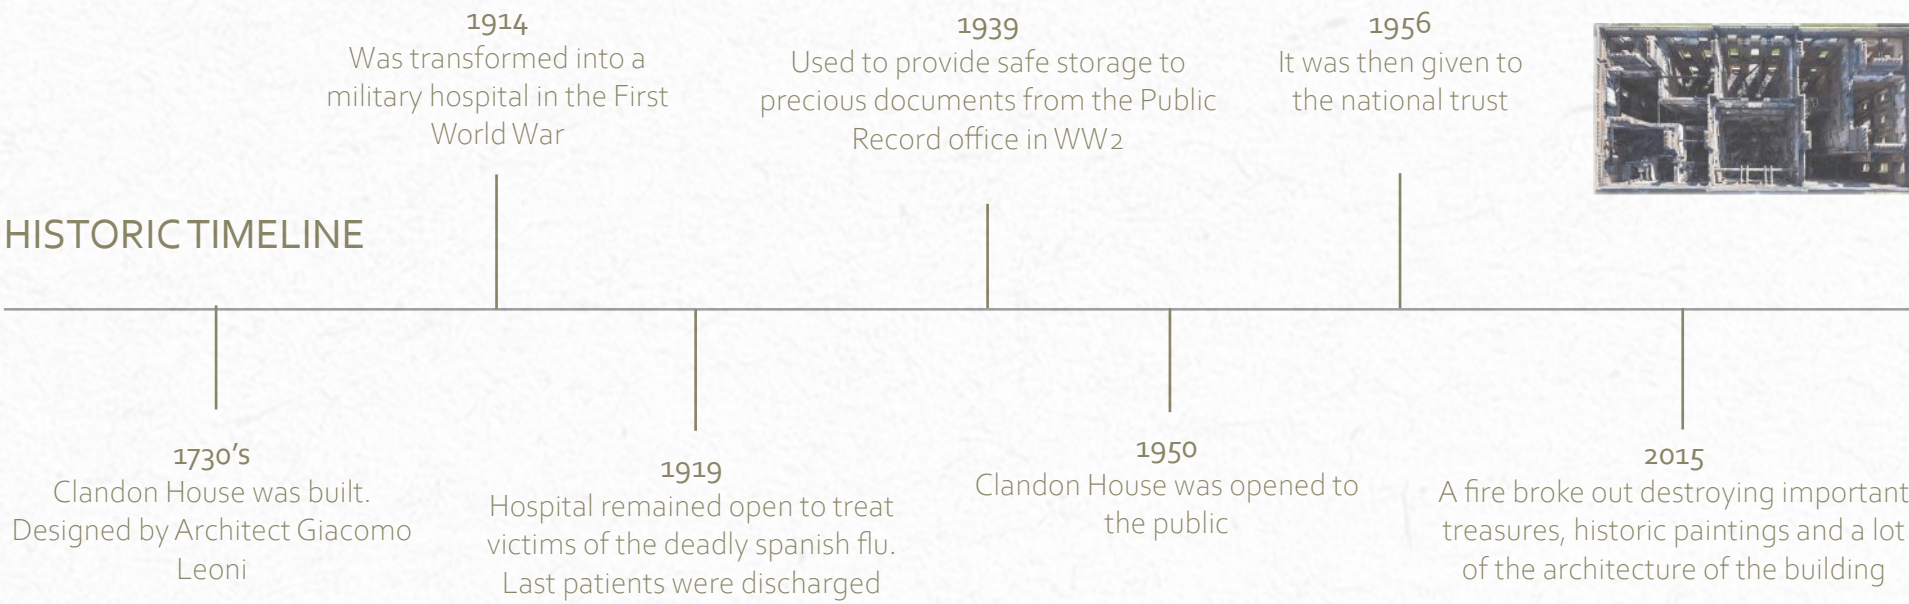 1914
Was transformed into a
military hospital in the First
World War
1939
Used to provide safe storage to
precious documents from the Public
Record office in WW2
1956
It was then given to
the national trust
HISTORIC TIMELINE
1730's
Clandon House was built.
Designed by Architect Giacomo
Leoni
1919
Hospital remained open to treat
victims of the deadly spanish flu.
Last patients were discharged
1950
Clandon House was opened to
the public
2015
A fire broke out destroying important
treasures, historic paintings and a lot
of the architecture of the building